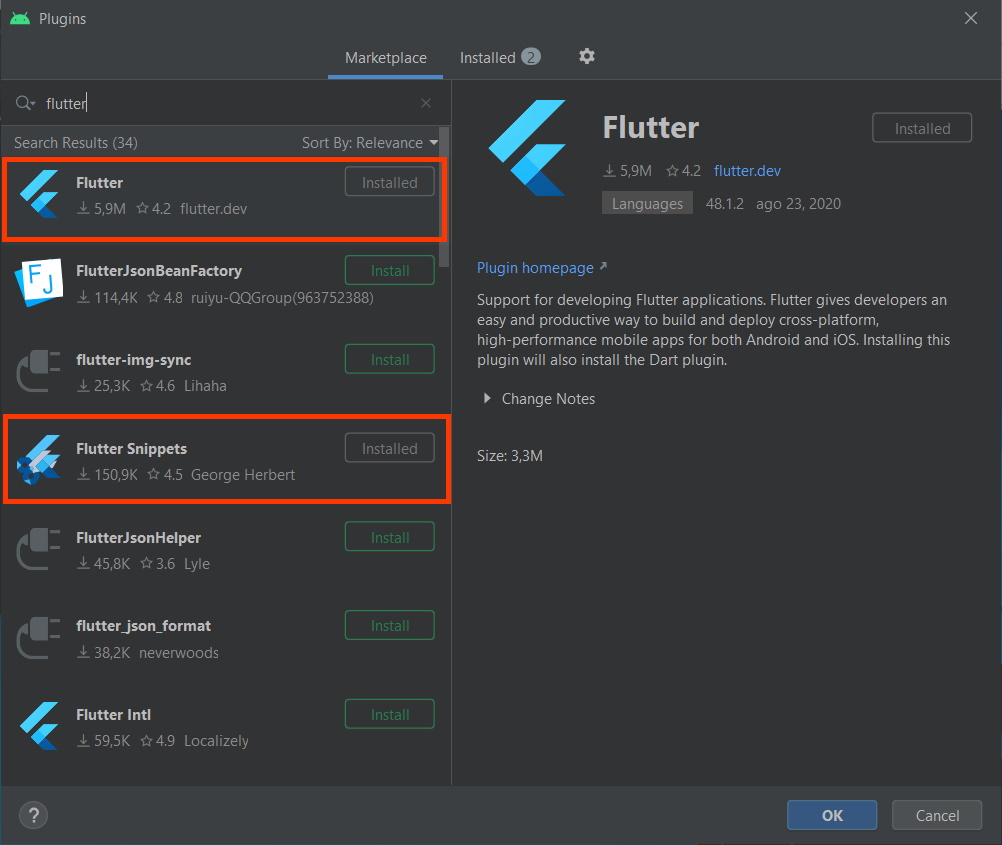 Plugins
Marketplace Installed 2
flutter
Search Results (34) Sort By: Relevance
Flutter Installed
5,9M 4.2 flutter.dev
FJ
FlutterJsonBeanFactory Install
114,4K 4.8 ruiyu-QQGroup(963752388)
flutter-img-sync Install
25,3K 4.6 Lihaha
Flutter Snippets Installed
150,9K 4.5 George Herbert
FlutterJsonHelper Install
45,8K 3.6 Lyle
flutter_json_format Install
38,2K neverwoods
Flutter Intl Install
59,5K 4.9 Localizely
Flutter Installed
5,9M 4.2 flutter.dev
Languages 48.1.2 ago 23, 2020
Plugin homepage
Support for developing Flutter applications. Flutter gives developers an
easy and productive way to build and deploy cross-platform,
high-performance mobile apps for both Android and iOS. Installing this
plugin will also install the Dart plugin.
Change Notes
Size: 3,3M
? OK Cancel